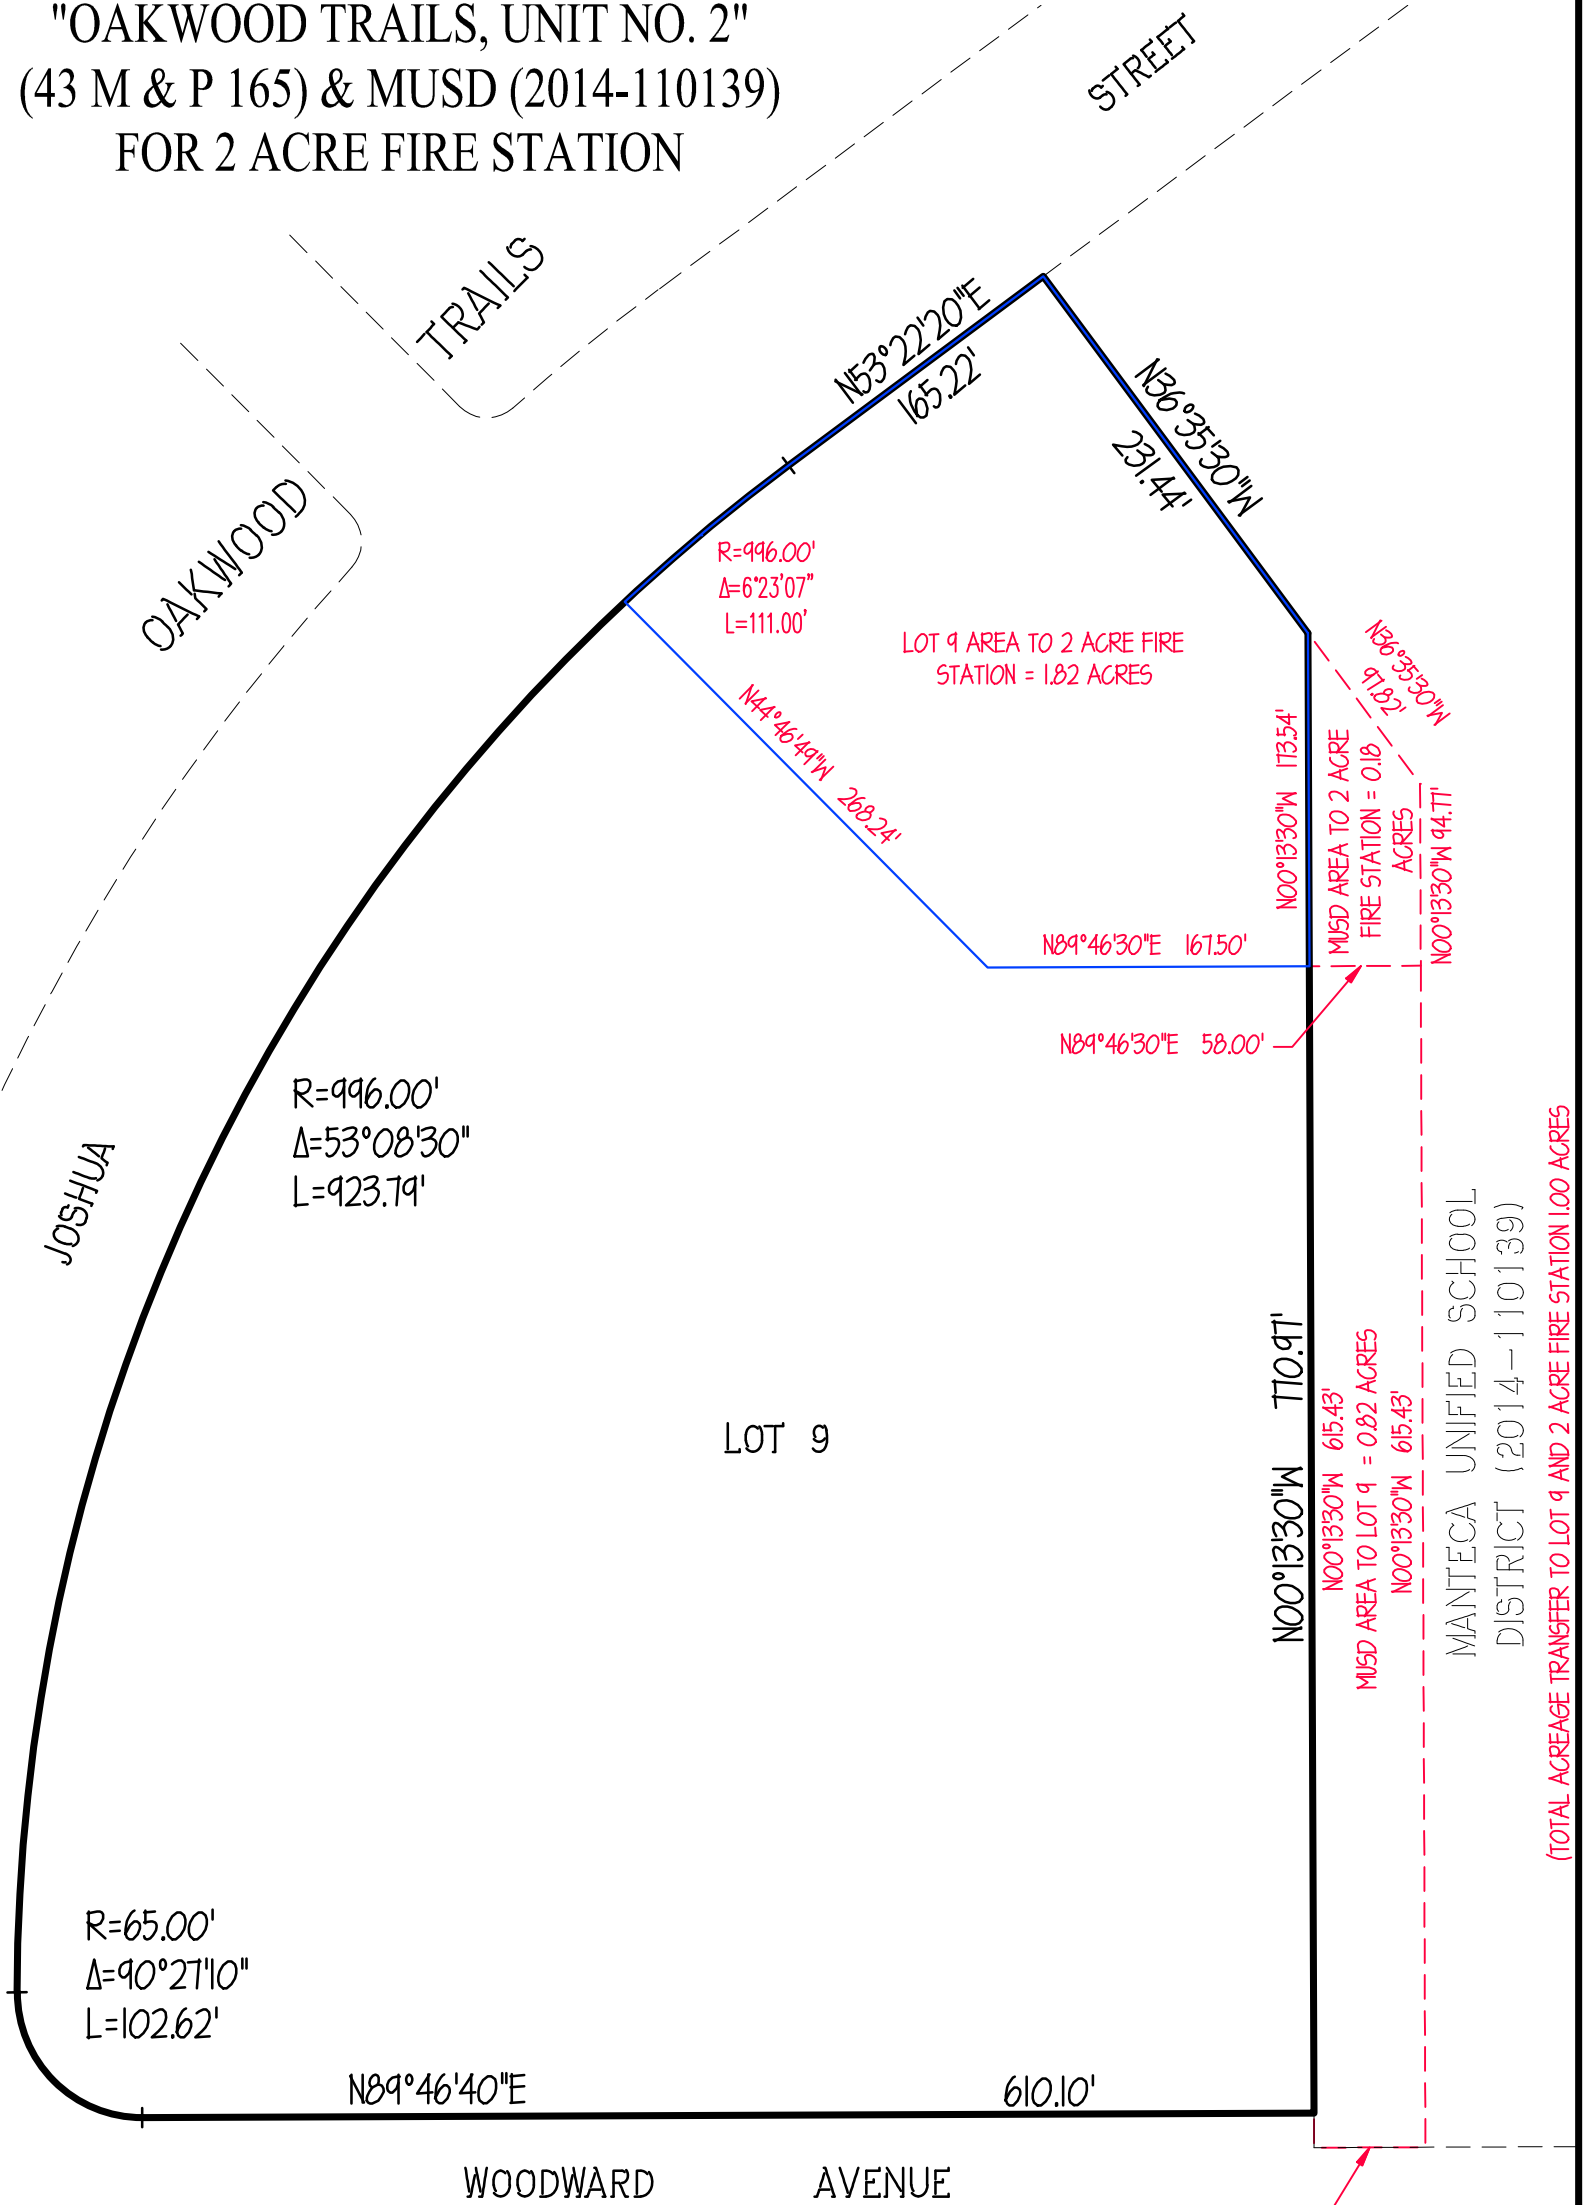 "OAKWOOD TRAILS, UNIT NO. 2"
(43 M & P 165) & MUSD (2014-110139)
FOR 2 ACRE FIRE STATION
STREET
TRAILS
OAKWOOD
JOSHUA
N53°22'20"E
165.22'
N36°35'30"W
231.44'
R=996.00'
Δ=6°23'07"
L=111.00'
LOT 9 AREA TO 2 ACRE FIRE
STATION = 1.82 ACRES
N36°35'30"W
97.82'
N44°46'49"W 268.24'
N00°13'30"W 173.54'
MUSD AREA TO 2 ACRE
FIRE STATION = 0.18
ACRES
N00°13'30"W 94.77'
N89°46'30"E 167.50'
N89°46'30"E 58.00'
R=996.00'
Δ=53°08'30"
L=923.79'
LOT 9
N00°13'30"W 770.67'
N00°13'30"W 615.43'
MUSD AREA TO LOT 9 = 0.82 ACRES
N00°13'30"W 615.43'
MANTECA UNIFIED SCHOOL
DISTRICT (2014-110139)
(TOTAL ACREAGE TRANSFER TO LOT 9 AND 2 ACRE FIRE STATION 1.00 ACRES
R=65.00'
Δ=90°27'10"
L=102.62'
N89°46'40"E 610.10'
WOODWARD AVENUE